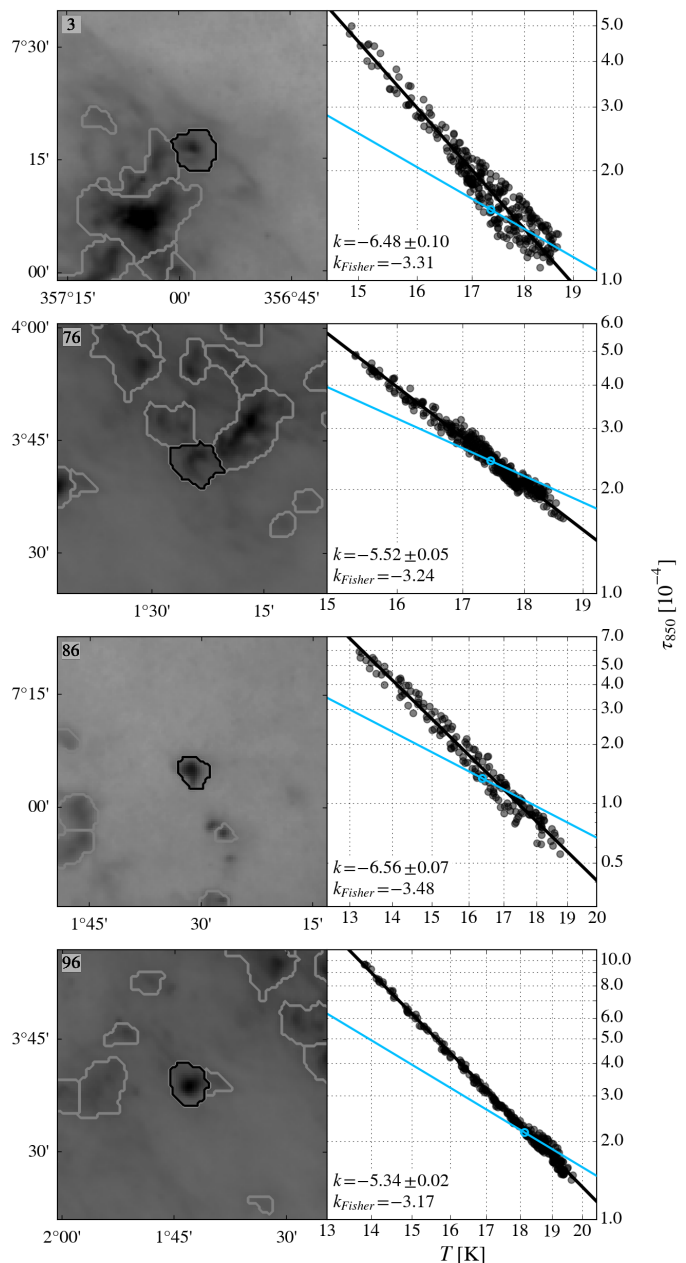 3
7°30'
15'
00'
357°15' 00' 356°45'
5.0
4.0
3.0
2.0
1.0
k=−6.48±0.10
k_Fisher=−3.31
15 16 17 18 19
76
4°00'
3°45'
30'
1°30' 15'
6.0
5.0
4.0
3.0
2.0
1.0
k=−5.52±0.05
k_Fisher=−3.24
15 16 17 18 19
τ850 [10−4]
86
7°15'
00'
1°45' 30' 15'
7.0
5.0
4.0
3.0
2.0
1.0
0.5
k=−6.56±0.07
k_Fisher=−3.48
13 14 15 16 17 18 19 20
96
3°45'
30'
2°00' 1°45' 30'
10.0
8.0
6.0
5.0
4.0
3.0
2.0
1.0
k=−5.34±0.02
k_Fisher=−3.17
13 14 15 16 17 18 19 20
T [K]